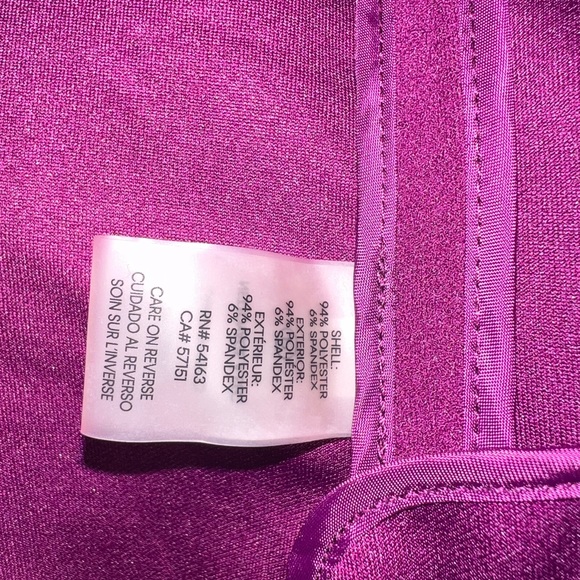 SHELL:
94% POLYESTER
6% SPANDEX
EXTERIOR:
94% POLIÉSTER
6% SPANDEX
EXTÉRIEUR:
94% POLYESTER
6% SPANDEX
RN# 54163
CA# 57151
CARE ON REVERSE
CUIDADO AL REVERSO
SOIN SUR L'INVERSE